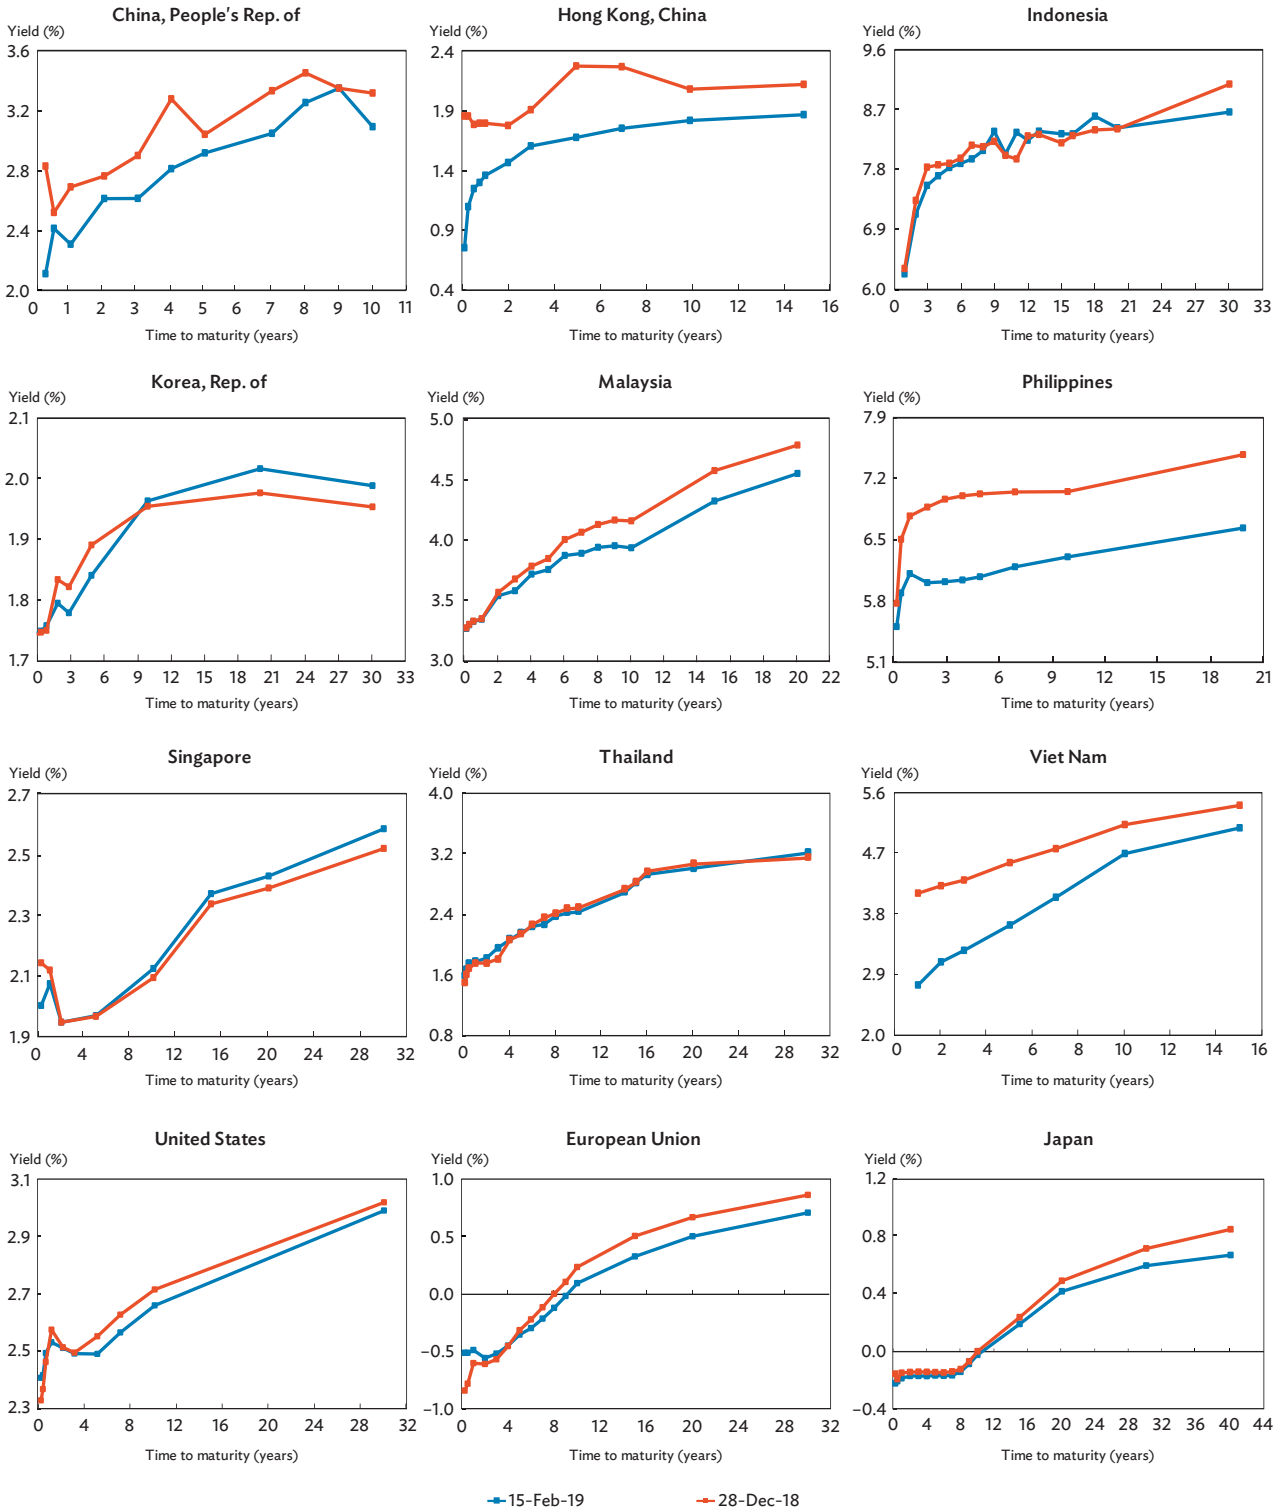 China, People's Rep. of
Yield (%)
3.6
3.2
2.8
2.4
2.0
0 1 2 3 4 5 6 7 8 9 10 11
Time to maturity (years)
Hong Kong, China
Yield (%)
2.4
1.9
1.4
0.9
0.4
0 2 4 6 8 10 12 14 16
Time to maturity (years)
Indonesia
Yield (%)
9.6
8.7
7.8
6.9
6.0
0 3 6 9 12 15 18 21 24 27 30 33
Time to maturity (years)
Korea, Rep. of
Yield (%)
2.1
2.0
1.9
1.8
1.7
0 3 6 9 12 15 18 21 24 27 30 33
Time to maturity (years)
Malaysia
Yield (%)
5.0
4.5
4.0
3.5
3.0
0 2 4 6 8 10 12 14 16 18 20 22
Time to maturity (years)
Philippines
Yield (%)
7.9
7.2
6.5
5.8
5.1
0 3 6 9 12 15 18 21
Time to maturity (years)
Singapore
Yield (%)
2.7
2.5
2.3
2.1
1.9
0 4 8 12 16 20 24 28 32
Time to maturity (years)
Thailand
Yield (%)
4.0
3.2
2.4
1.6
0.8
0 4 8 12 16 20 24 28 32
Time to maturity (years)
Viet Nam
Yield (%)
5.6
4.7
3.8
2.9
2.0
0 2 4 6 8 10 12 14 16
Time to maturity (years)
United States
Yield (%)
3.1
2.9
2.7
2.5
2.3
0 4 8 12 16 20 24 28 32
Time to maturity (years)
European Union
Yield (%)
1.0
0.5
0.0
–0.5
–1.0
0 4 8 12 16 20 24 28 32
Time to maturity (years)
Japan
Yield (%)
1.2
0.8
0.4
0.0
–0.4
0 4 8 12 16 20 24 28 32 36 40 44
Time to maturity (years)
15-Feb-19 28-Dec-18